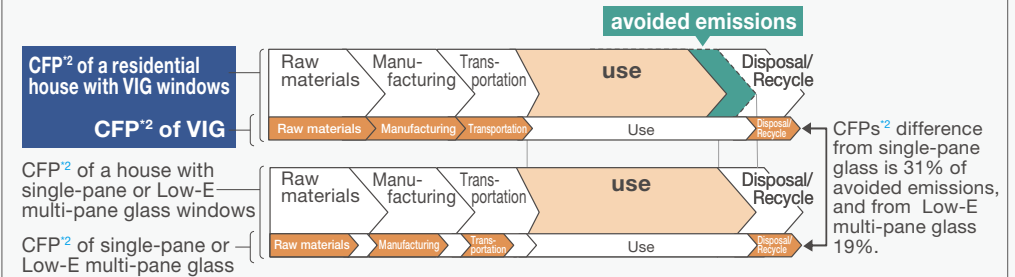 avoided emissions
CFP*2 of a residential
house with VIG windows
Raw
materials
Manu-
facturing
Trans-
portation
use
Disposal/
Recycle
CFP*2 of VIG
Raw materials
Manufacturing
Transportation
Use
Disposal/
Recycle
CFPs*2 difference
from single-pane
glass is 31% of
avoided emissions,
and from Low-E
multi-pane glass
19%.
CFP*2 of a house with
single-pane or Low-E
multi-pane glass windows
Raw
materials
Manu-
facturing
Trans-
portation
use
Disposal/
Recycle
CFP*2 of single-pane or
Low-E multi-pane glass
Raw materials
Manufacturing
Trans-
portation
Use
Disposal/
Recycle